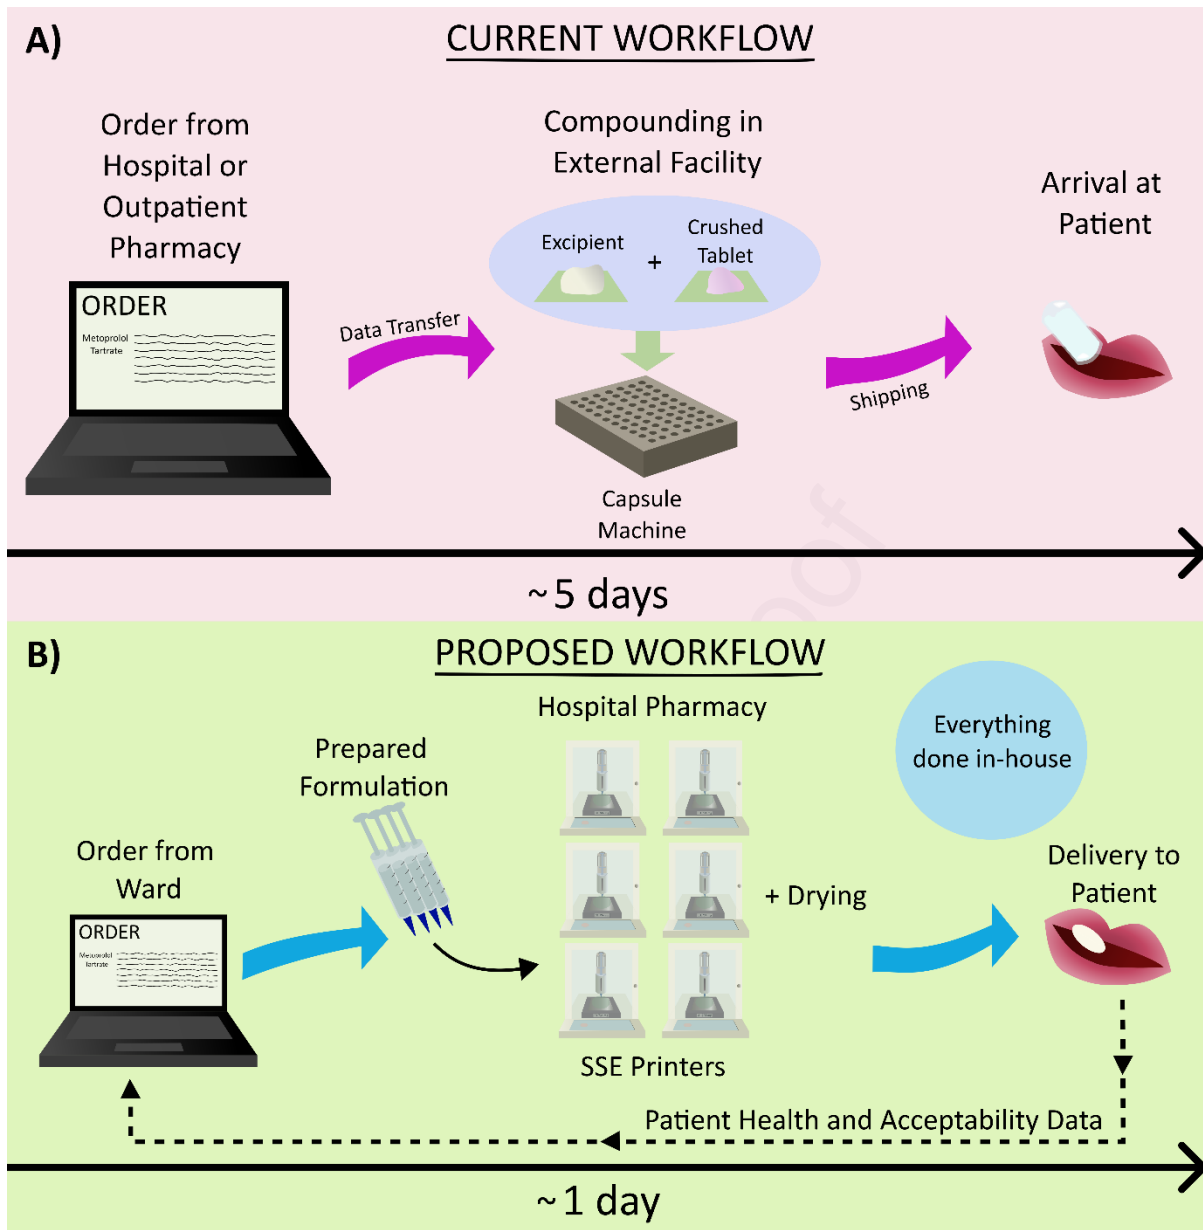 A)
CURRENT WORKFLOW
Order from
Hospital or
Outpatient
Pharmacy
ORDER
Metoprolol
Tartrate
Data Transfer
Compounding in
External Facility
Excipient
+
Crushed
Tablet
Capsule
Machine
Shipping
Arrival at
Patient
~5 days
B)
PROPOSED WORKFLOW
Order from
Ward
ORDER
Metoprolol
Tartrate
Prepared
Formulation
Hospital Pharmacy
SSE Printers
+ Drying
Everything
done in-house
Delivery to
Patient
Patient Health and Acceptability Data
~1 day